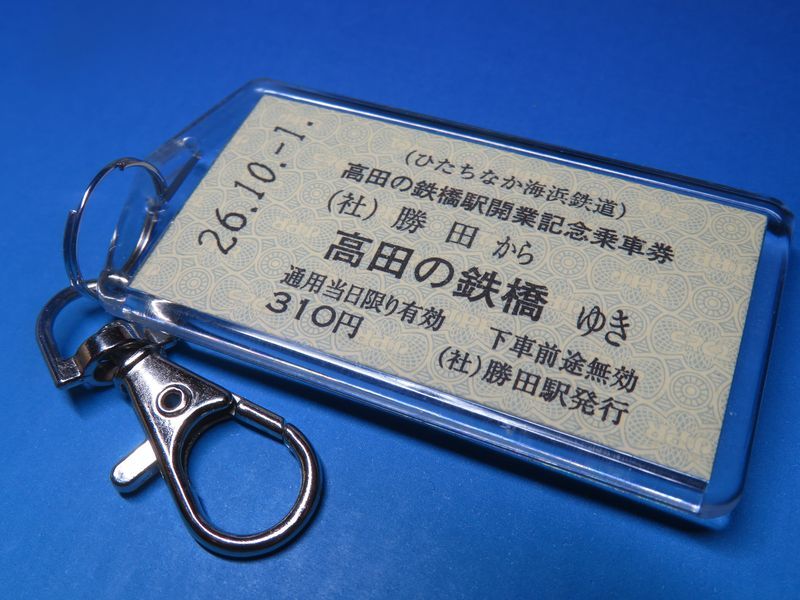 26.10.-1.
(ひたちなか海浜鉄道)
高田の鉄橋駅開業記念乗車券
(社)勝田から
高田の鉄橋 ゆき
通用当日限り有効 下車前途無効
310円
(社)勝田駅発行